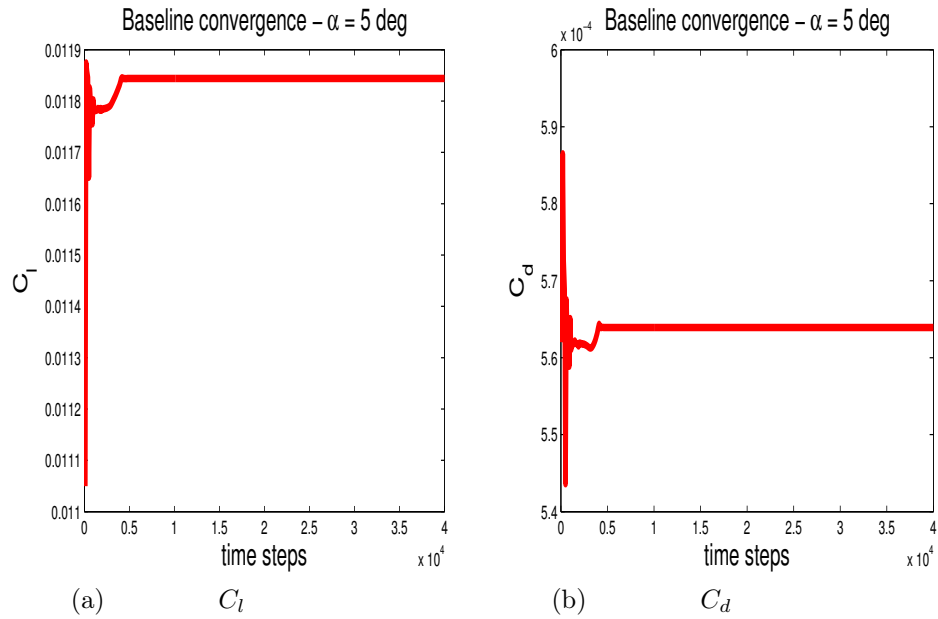 Baseline convergence – α = 5 deg
0.0119
0.0118
0.0117
0.0116
0.0115
0.0114
0.0113
0.0112
0.0111
0.011
C_l
0 0.5 1 1.5 2 2.5 3 3.5 4
x 10^4
time steps
(a) C_l
Baseline convergence – α = 5 deg
x 10^-4
6
5.9
5.8
5.7
5.6
5.5
5.4
C_d
0 0.5 1 1.5 2 2.5 3 3.5 4
x 10^4
time steps
(b) C_d